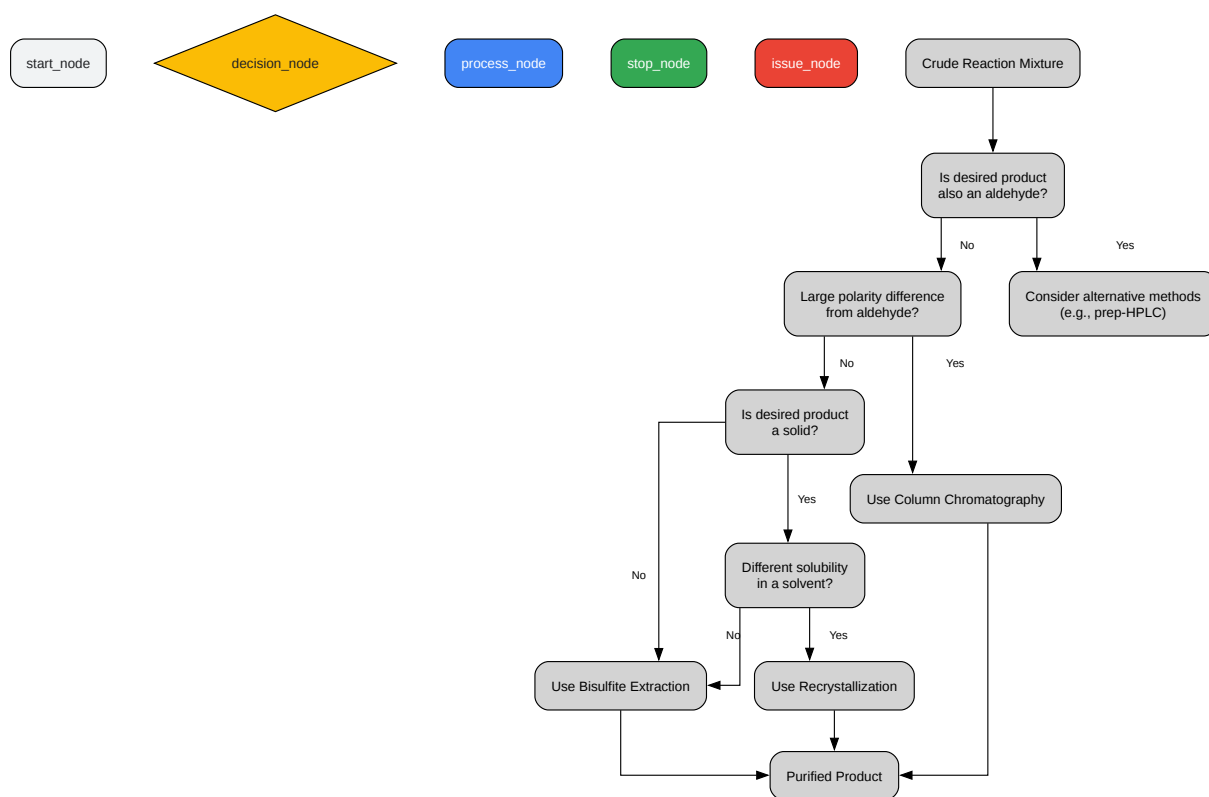 start_node
decision_node
process_node
stop_node
issue_node
Crude Reaction Mixture
Is desired product
also an aldehyde?
No
Yes
Large polarity difference
from aldehyde?
Consider alternative methods
(e.g., prep-HPLC)
No
Yes
Is desired product
a solid?
Yes
Use Column Chromatography
Different solubility
in a solvent?
No
No
Yes
Use Bisulfite Extraction
Use Recrystallization
Purified Product